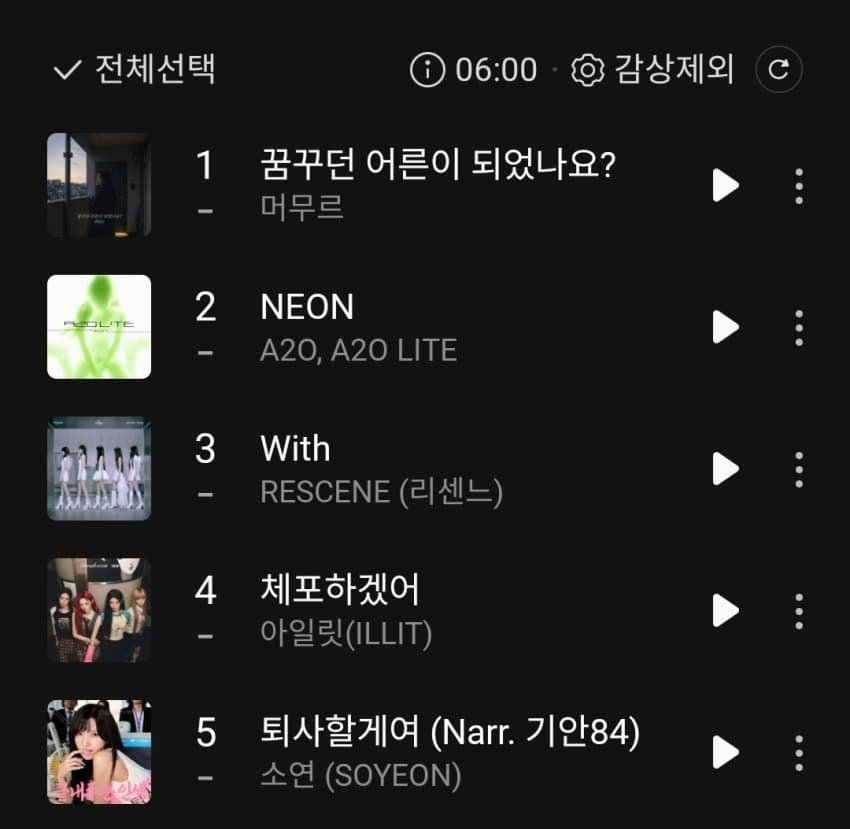 전체선택 06:00 · 감상제외
1 꿈꾸던 어른이 되었나요?
– 머무르
A2O LITE
2 NEON
– A2O, A2O LITE
3 With
– RESCENE (리센느)
4 체포하겠어
– 아일릿(ILLIT)
5 퇴사할게여 (Narr. 기안84)
– 소연 (SOYEON)